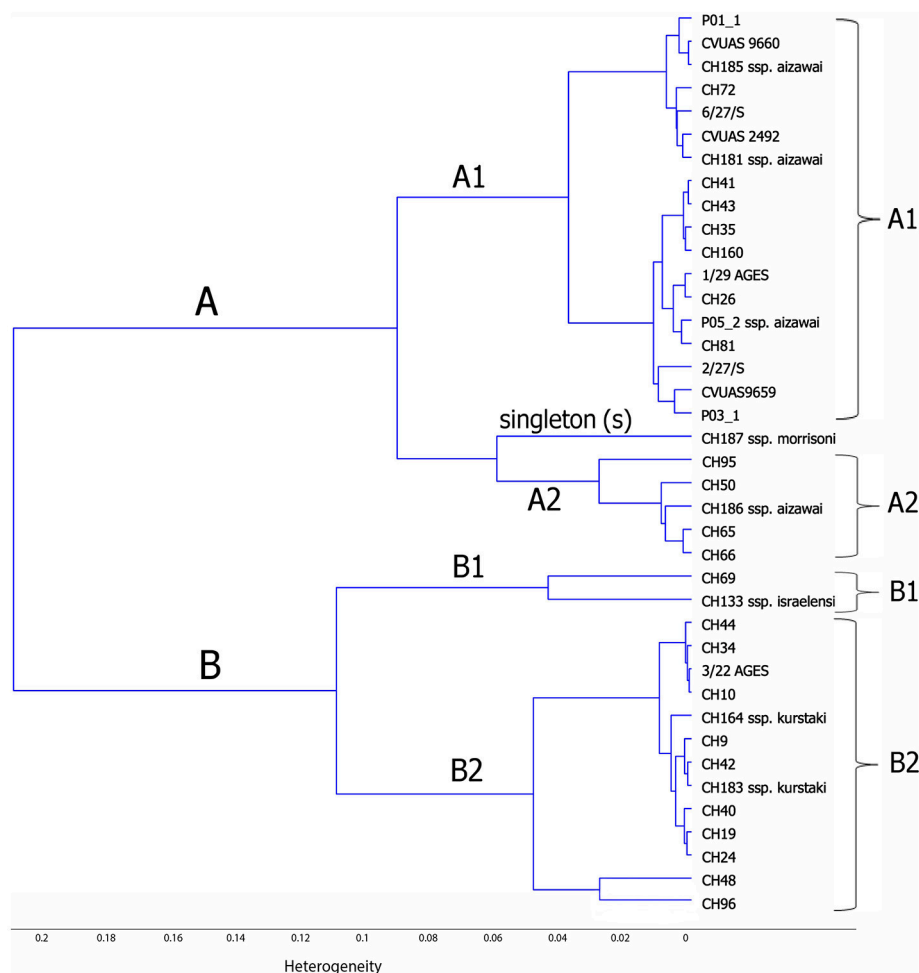 P01_1
CVUAS 9660
CH185 ssp. aizawai
CH72
6/27/S
CVUAS 2492
CH181 ssp. aizawai
A1
CH41
CH43
CH35
CH160
A1
1/29 AGES
CH26
A
P05_2 ssp. aizawai
CH81
2/27/S
CVUAS9659
P03_1
singleton (s)
CH187 ssp. morrisoni
CH95
CH50
A2
CH186 ssp. aizawai
A2
CH65
CH66
B1
CH69
B1
CH133 ssp. israelensi
CH44
CH34
B
3/22 AGES
CH10
CH164 ssp. kurstaki
CH9
B2
CH42
B2
CH183 ssp. kurstaki
CH40
CH19
CH24
CH48
CH96
0.2 0.18 0.16 0.14 0.12 0.1 0.08 0.06 0.04 0.02 0
Heterogeneity